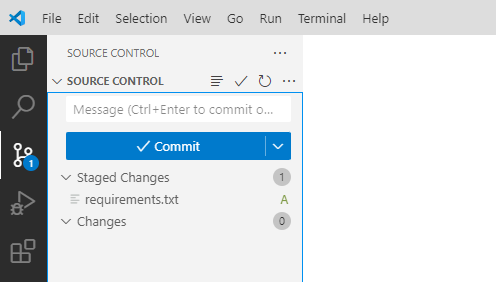 File Edit Selection View Go Run Terminal Help
SOURCE CONTROL ...
SOURCE CONTROL ...
Message (Ctrl+Enter to commit o...
Commit
Staged Changes 1
requirements.txt A
Changes 0
1